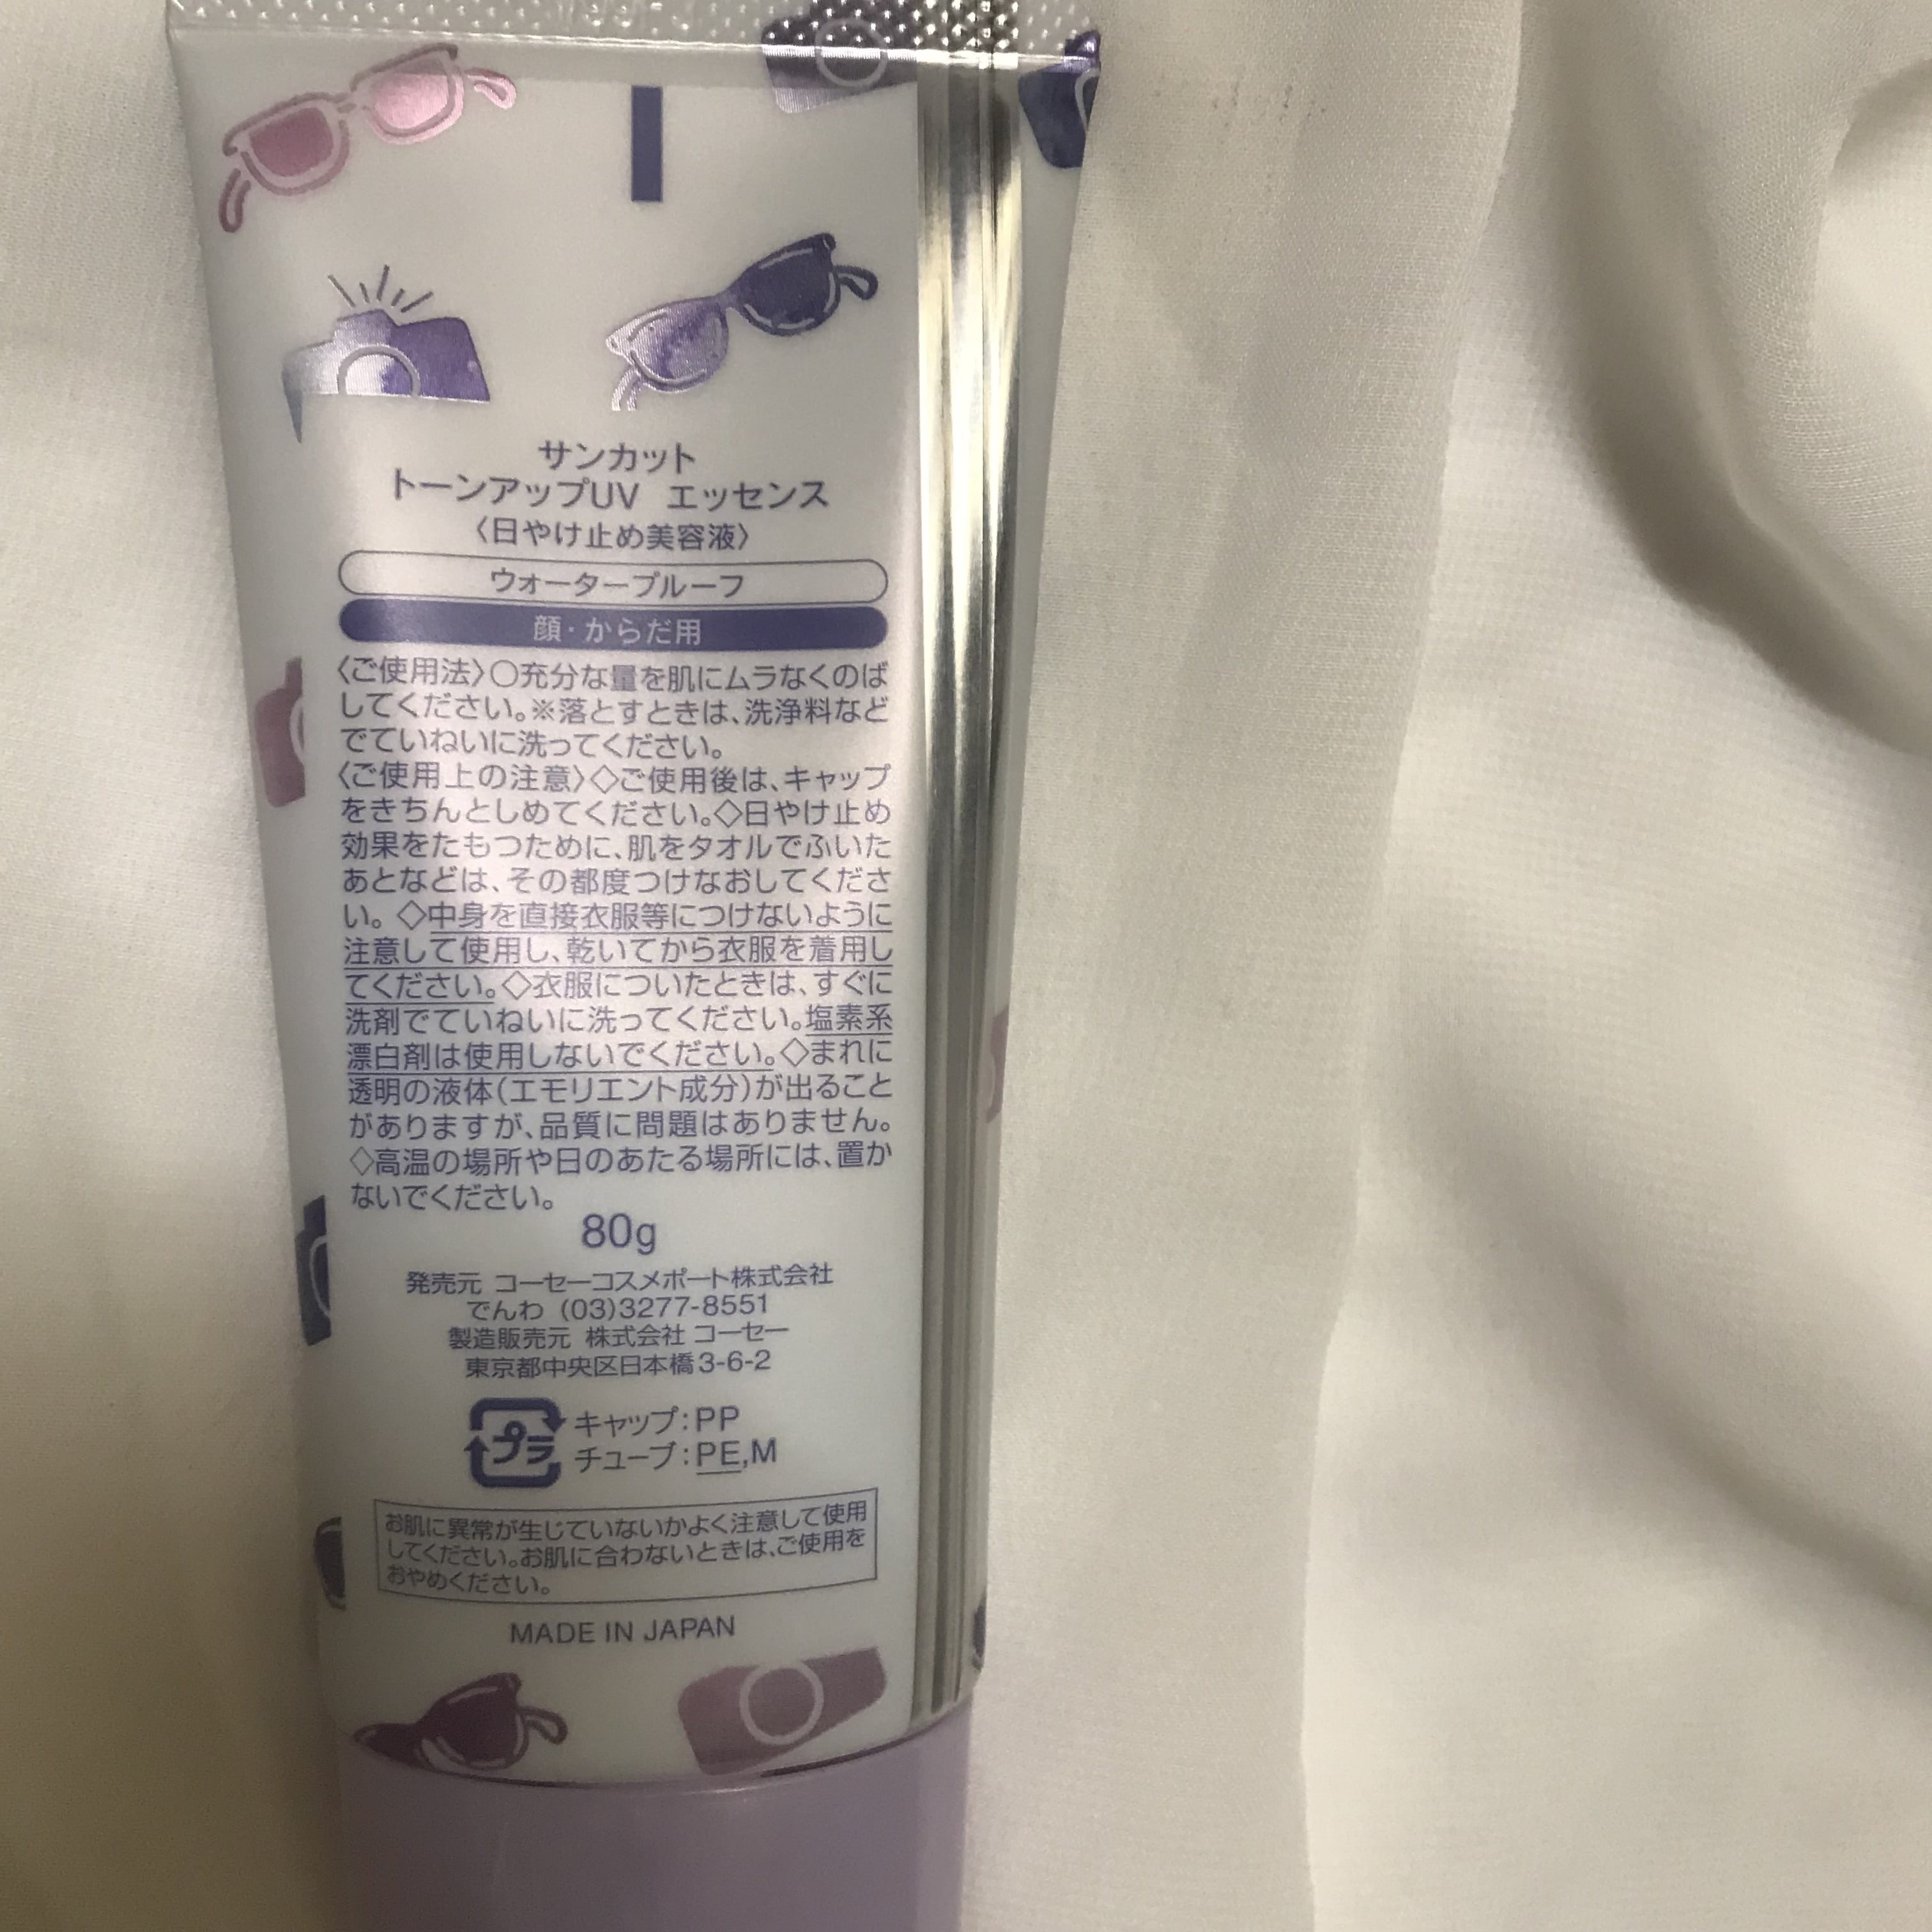 サンカット
トーンアップUV エッセンス
〈日やけ止め美容液〉
ウォータープルーフ
顔・からだ用
〈ご使用法〉○充分な量を肌にムラなくのば
してください。※落とすときは、洗浄料など
でていねいに洗ってください。
〈ご使用上の注意〉◇ご使用後は、キャップ
をきちんとしめてください。◇日やけ止め
効果をたもつために、肌をタオルでふいた
あとなどは、その都度つけなおしてくださ
い。◇中身を直接衣服等につけないように
注意して使用し、乾いてから衣服を着用し
てください。◇衣服についたときは、すぐに
洗剤でていねいに洗ってください。塩素系
漂白剤は使用しないでください。◇まれに
透明の液体(エモリエント成分)が出ること
がありますが、品質に問題はありません。
◇高温の場所や日のあたる場所には、置か
ないでください。
80g
発売元 コーセーコスメポート株式会社
でんわ (03)3277-8551
製造販売元 株式会社 コーセー
東京都中央区日本橋3-6-2
プラ キャップ:PP
チューブ:PE,M
お肌に異常が生じていないかよく注意して使用
してください。お肌に合わないときは、ご使用を
おやめください。
MADE IN JAPAN